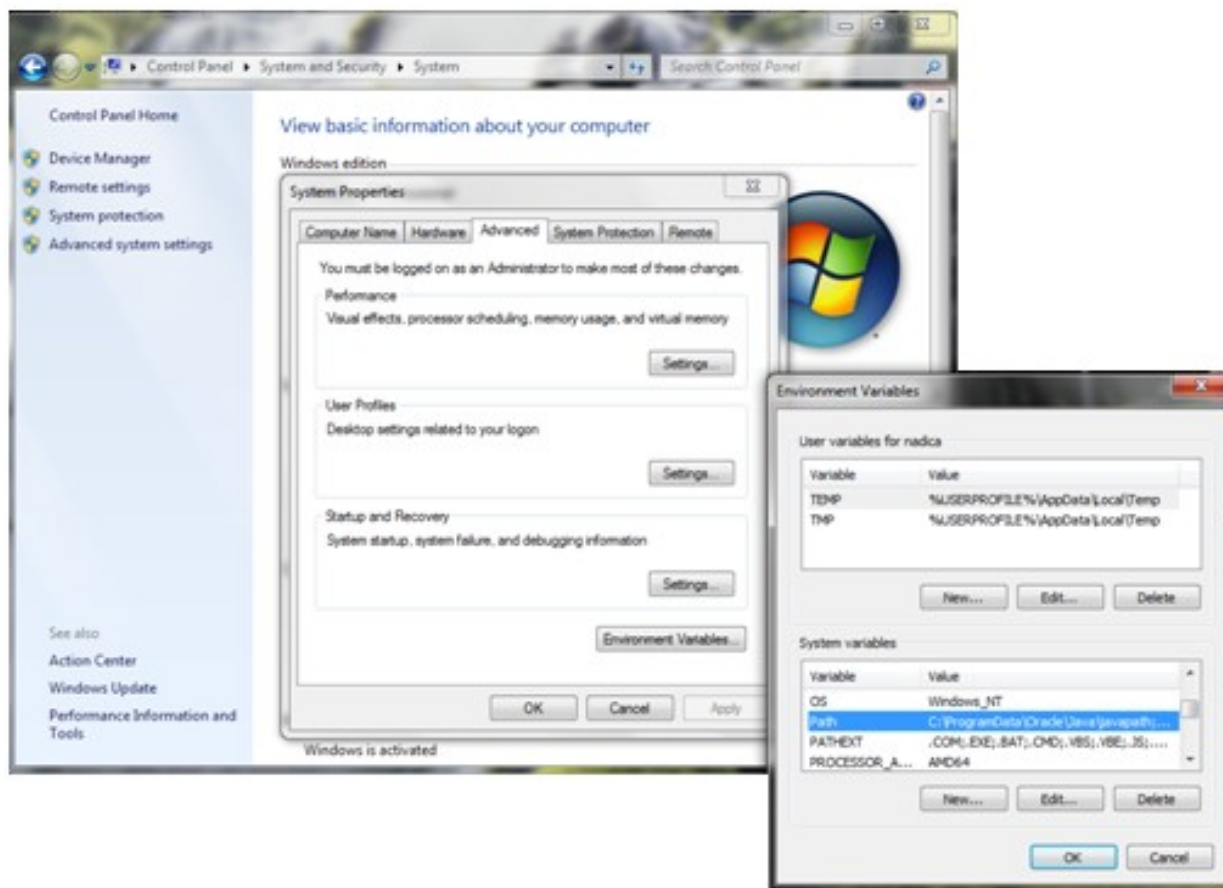 Control Panel ▸ System and Security ▸ System
Search Control Panel
Control Panel Home
Device Manager
Remote settings
System protection
Advanced system settings
See also
Action Center
Windows Update
Performance Information and
Tools
View basic information about your computer
Windows edition
System Properties
Computer Name Hardware Advanced System Protection Remote
You must be logged on as an Administrator to make most of these changes.
Performance
Visual effects, processor scheduling, memory usage, and virtual memory
Settings...
User Profiles
Desktop settings related to your logon
Settings...
Startup and Recovery
System startup, system failure, and debugging information
Settings...
Environment Variables...
OK Cancel Apply
Windows is activated
Environment Variables
User variables for nadica
Variable Value
TEMP %USERPROFILE%\AppData\Local\Temp
TMP %USERPROFILE%\AppData\Local\Temp
New... Edit... Delete
System variables
Variable Value
OS Windows_NT
Path C:\ProgramData\Oracle\Java\javapath;...
PATHEXT .COM;.EXE;.BAT;.CMD;.VBS;.VBE;.JS;....
PROCESSOR_A... AMD64
New... Edit... Delete
OK Cancel